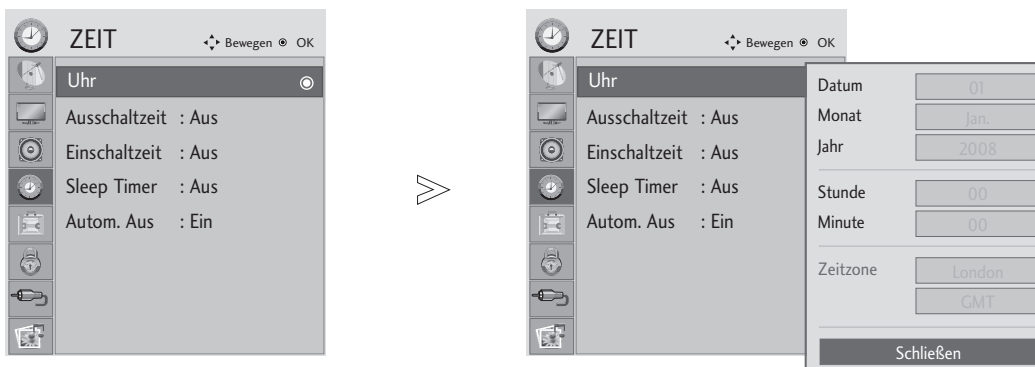 ZEIT Bewegen OK
Uhr
Ausschaltzeit : Aus
Einschaltzeit : Aus
Sleep Timer : Aus
Autom. Aus : Ein
ZEIT Bewegen OK
Uhr
Ausschaltzeit : Aus
Einschaltzeit : Aus
Sleep Timer : Aus
Autom. Aus : Ein
Datum 01
Monat Jan.
Jahr 2008
Stunde 00
Minute 00
Zeitzone London
GMT
Schließen